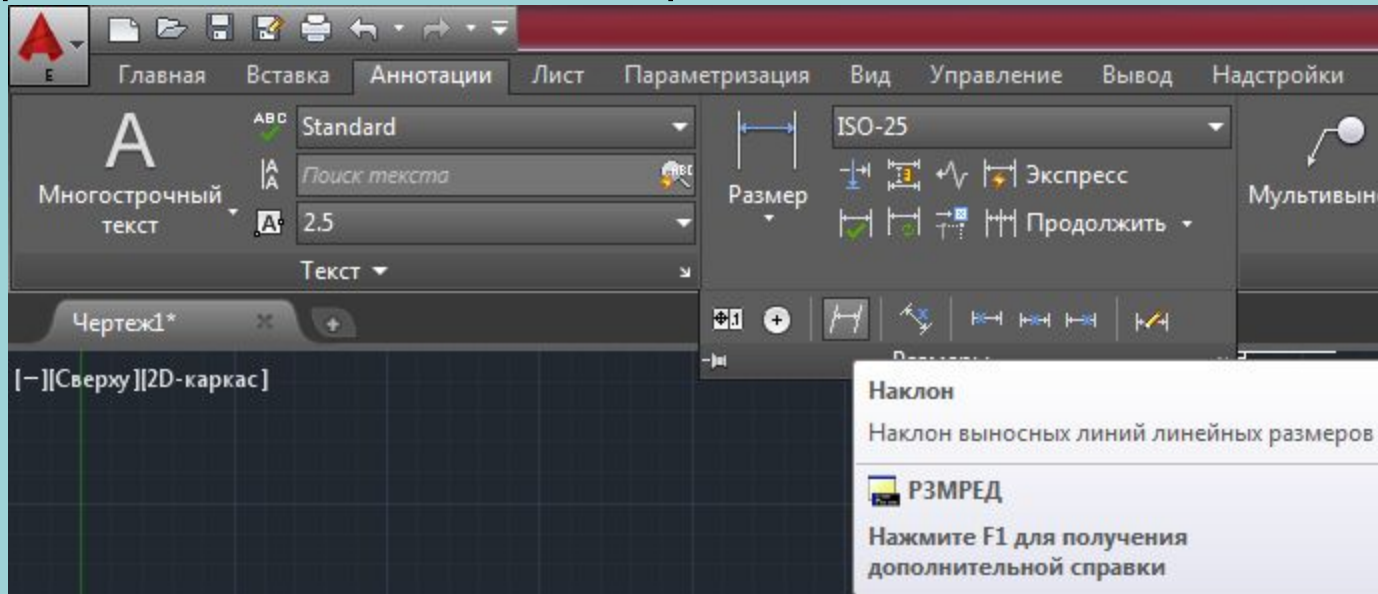 E
Главная Вставка Аннотации Лист Параметризация Вид Управление Вывод Надстройки
A
Многострочный
текст
ABC Standard
A
A Поиск текста ABC
A 2.5
Текст
Размер
ISO-25
Экспресс
Продолжить
Мультивын
Чертеж1*
1
[−][Сверху][2D-каркас]
Наклон
Наклон выносных линий линейных размеров
РЗМРЕД
Нажмите F1 для получения
дополнительной справки